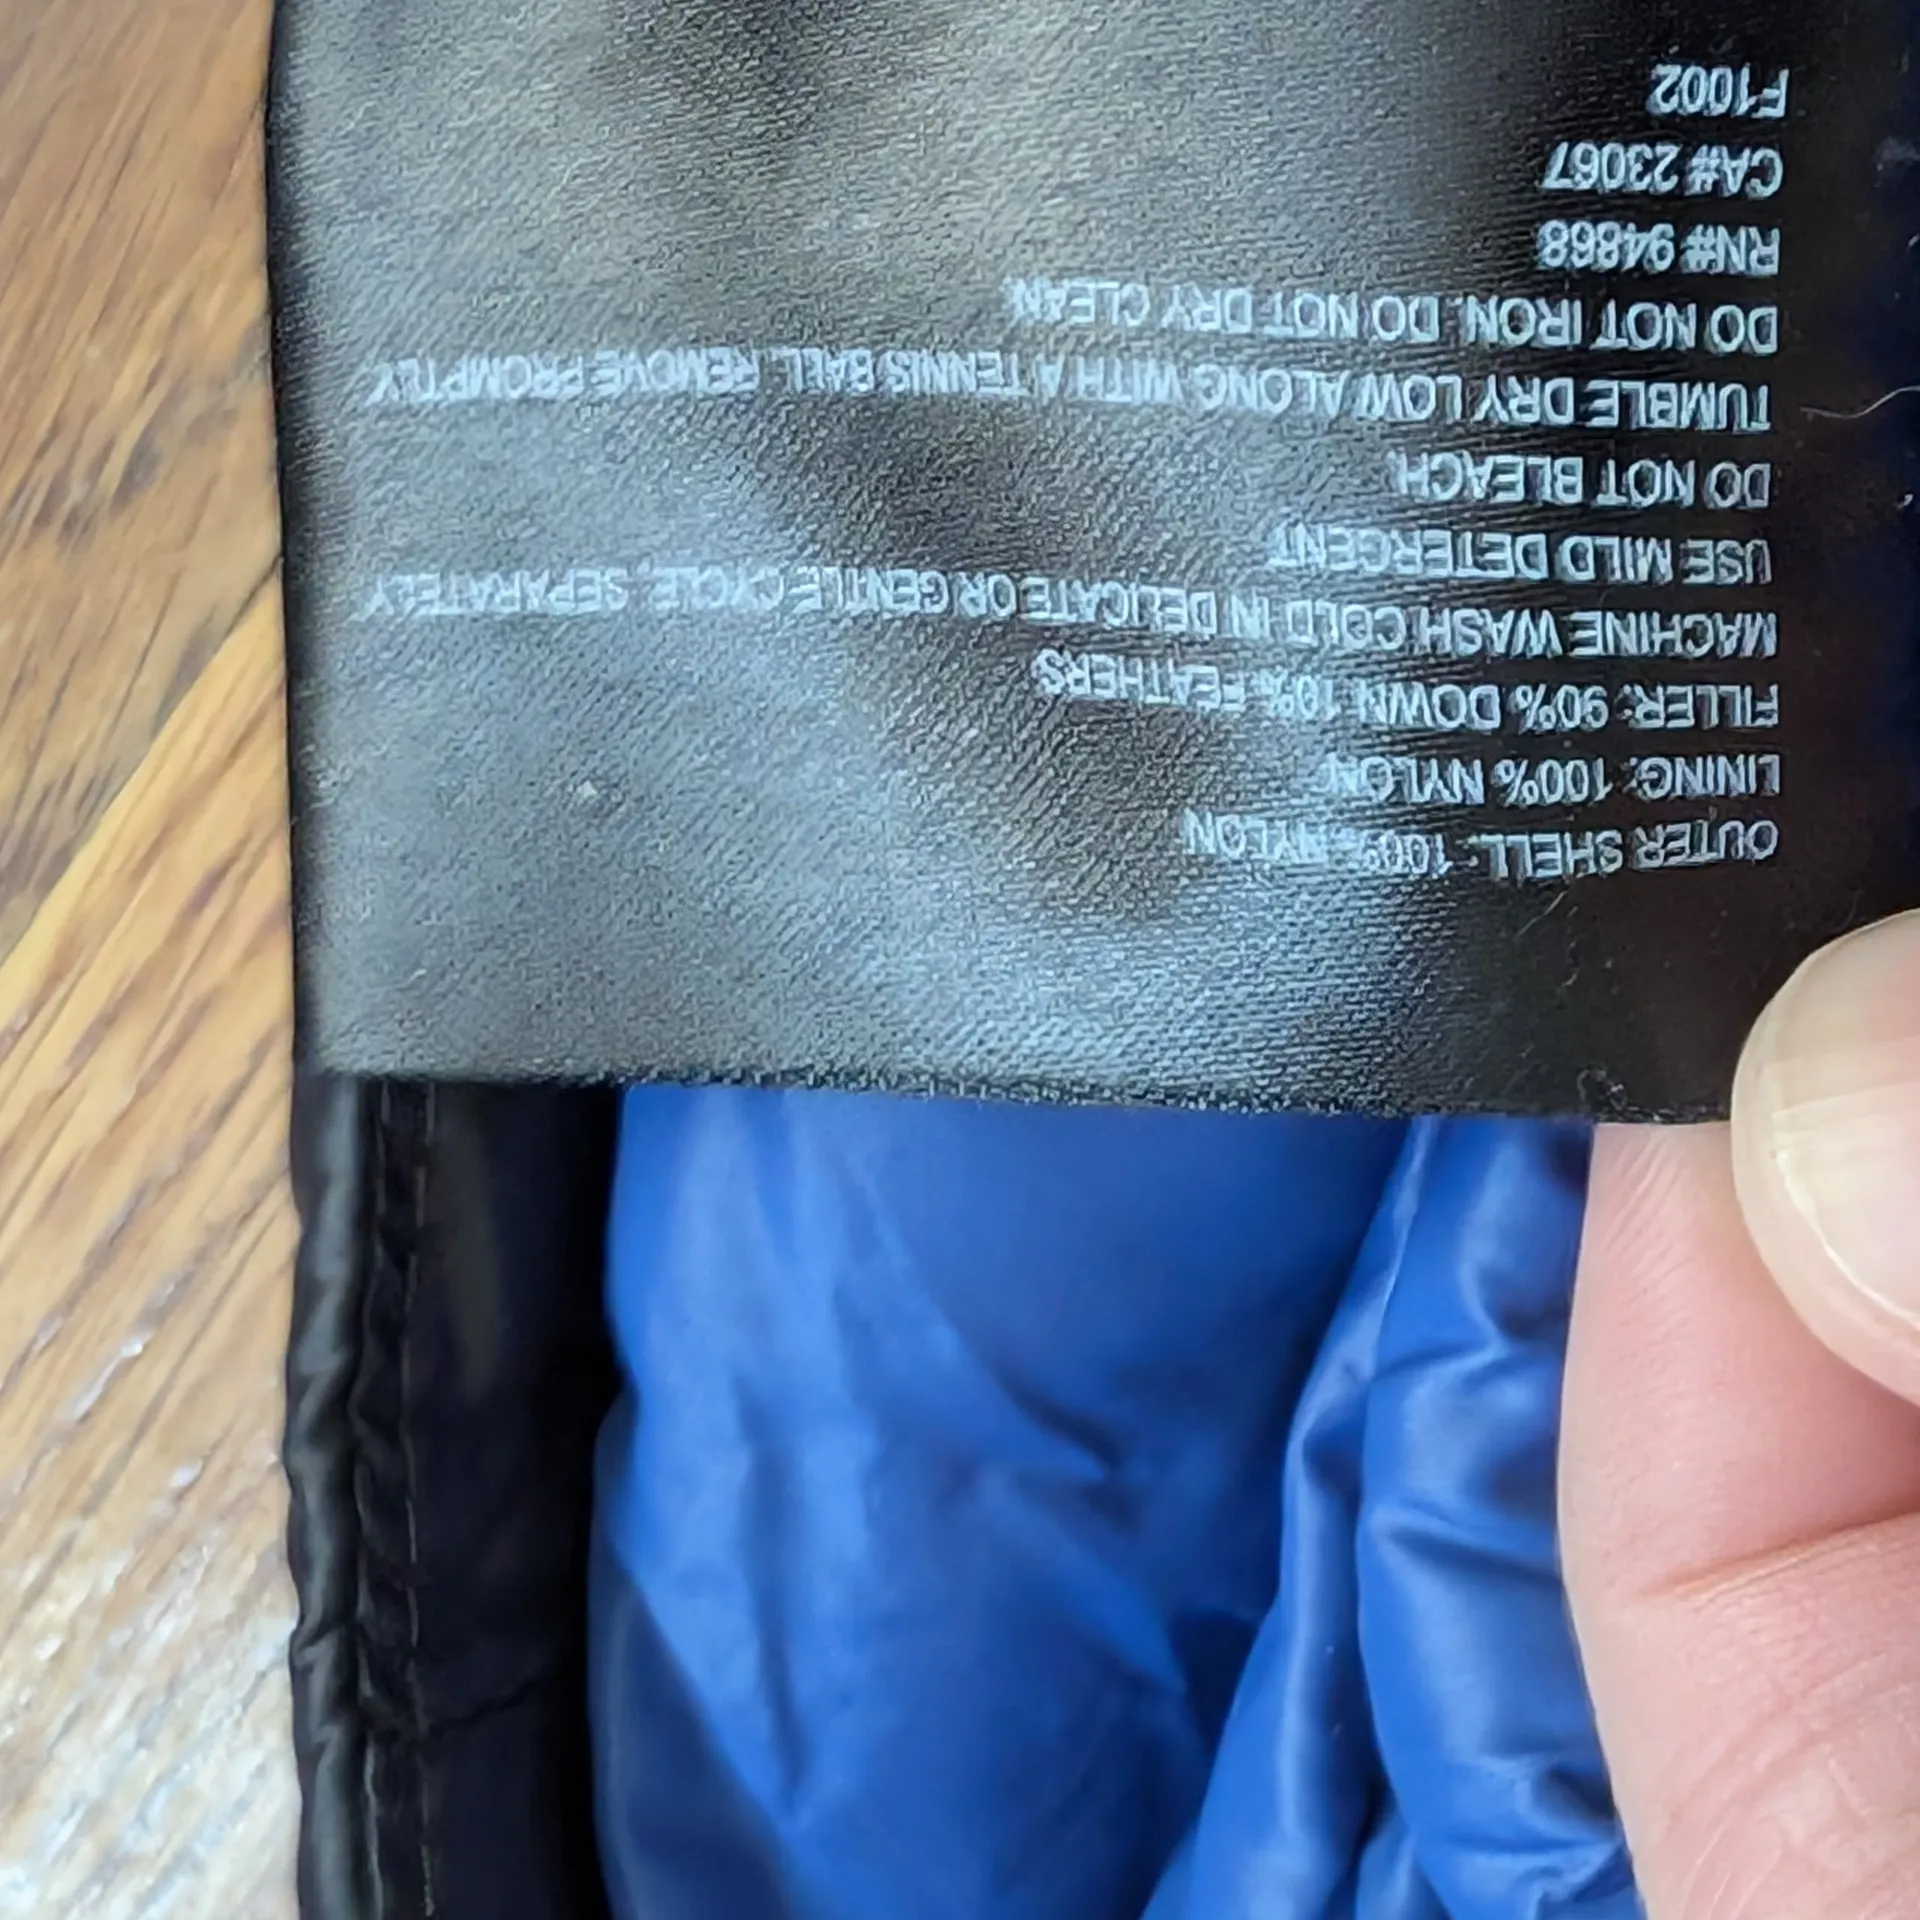 OUTER SHELL: 100% NYLON
LINING: 100% NYLON
FILLER: 90% DOWN 10% FEATHERS
MACHINE WASH COLD IN DELICATE OR GENTLE CYCLE, SEPARATELY
USE MILD DETERGENT
DO NOT BLEACH.
TUMBLE DRY LOW ALONG WITH A TENNIS BALL. REMOVE PROMPTLY
DO NOT IRON. DO NOT DRY CLEAN.
RN# 94868
CA# 23067
F1002